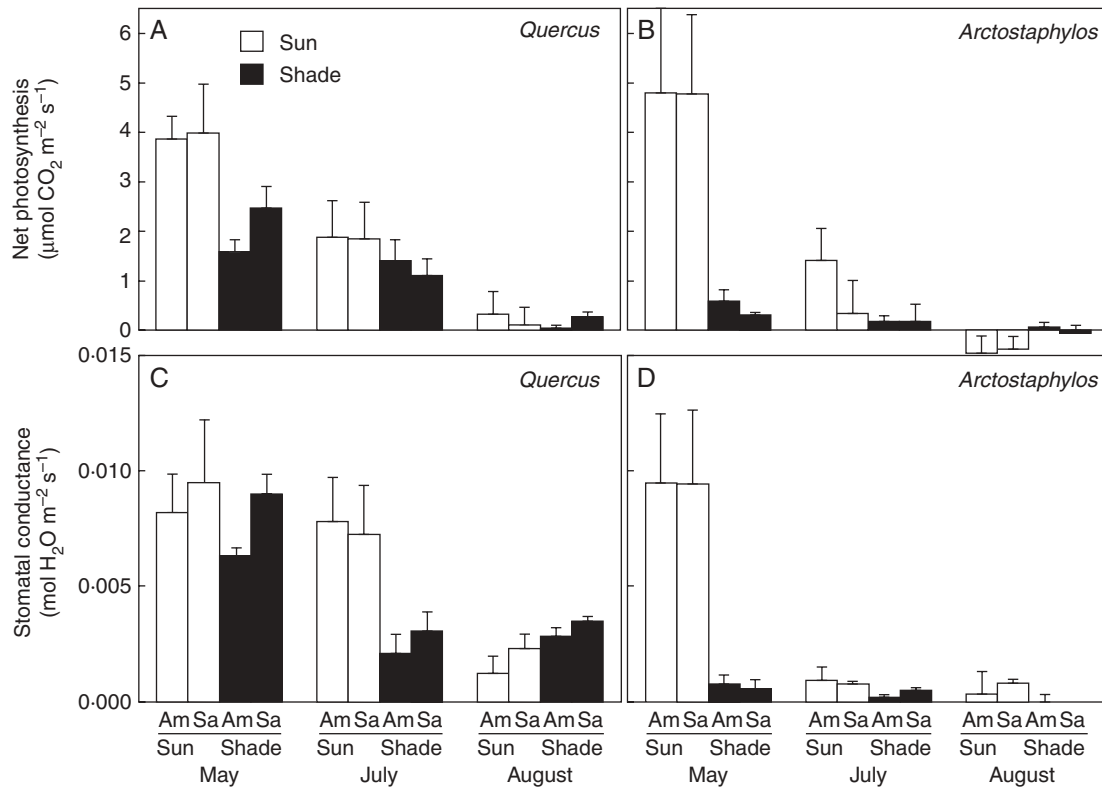 A
Sun
Shade
Quercus
B
Arctostaphylos
Net photosynthesis
(μmol CO₂ m⁻² s⁻¹)
6
5
4
3
2
1
0
C
Quercus
D
Arctostaphylos
Stomatal conductance
(mol H₂O m⁻² s⁻¹)
0·015
0·010
0·005
0·000
Am Sa Am Sa Am Sa Am Sa Am Sa Am Sa Am Sa Am Sa Am Sa Am Sa Am Sa Am Sa
Sun Shade Sun Shade Sun Shade Sun Shade Sun Shade Sun Shade
May July August May July August